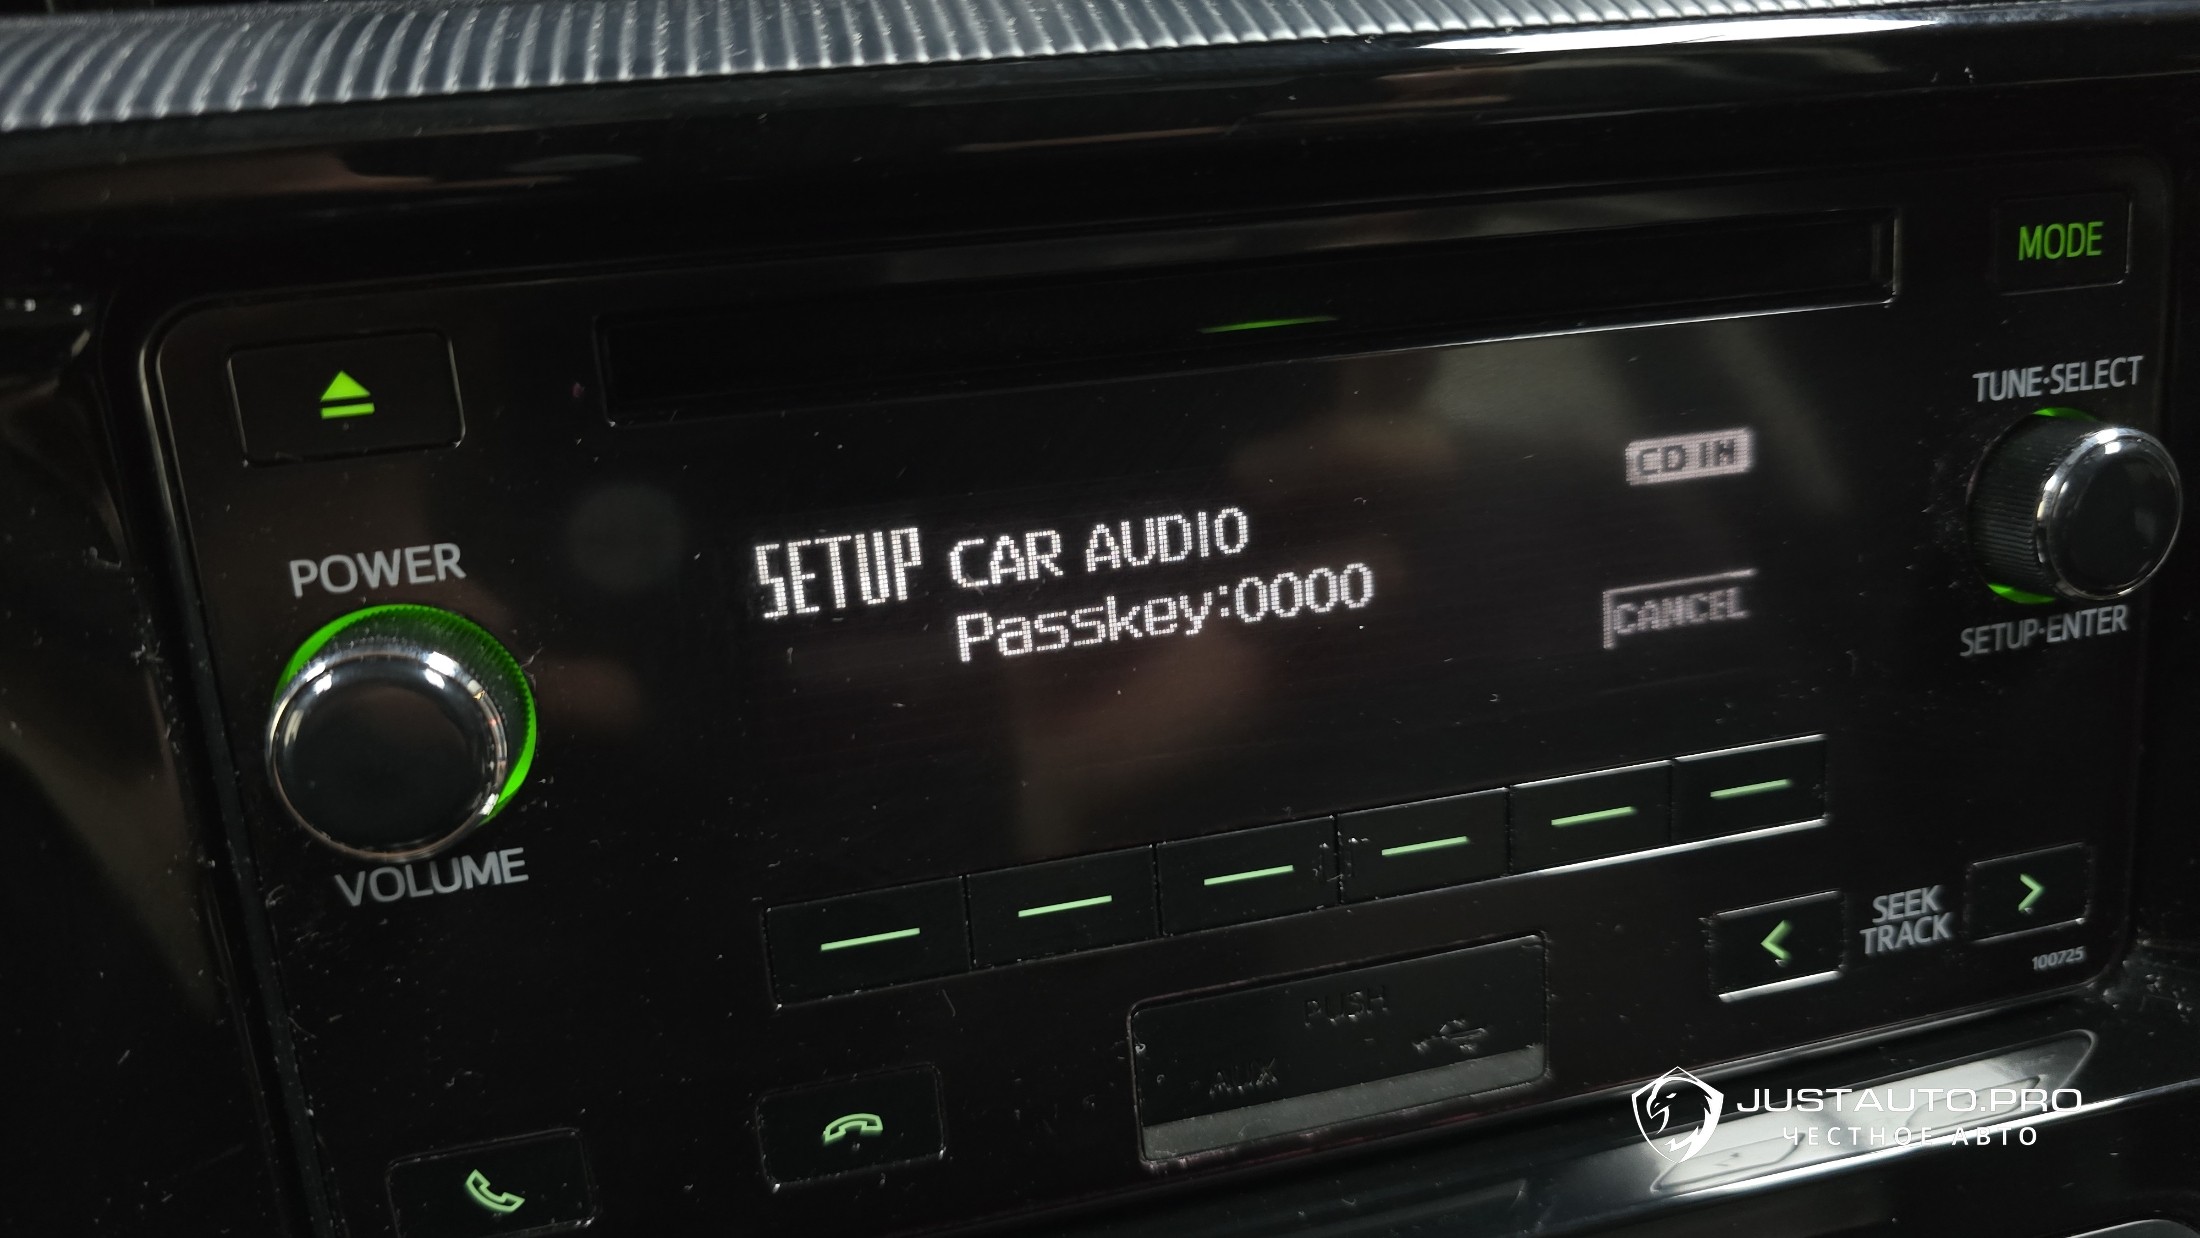 MODE
TUNE·SELECT
CD IN
SETUP CAR AUDIO
Passkey:0000
CANCEL
POWER
SETUP·ENTER
VOLUME
SEEK
TRACK
100725
PUSH
AUX
JUSTAUTO.PRO
ЧЕСТНОЕ АВТО